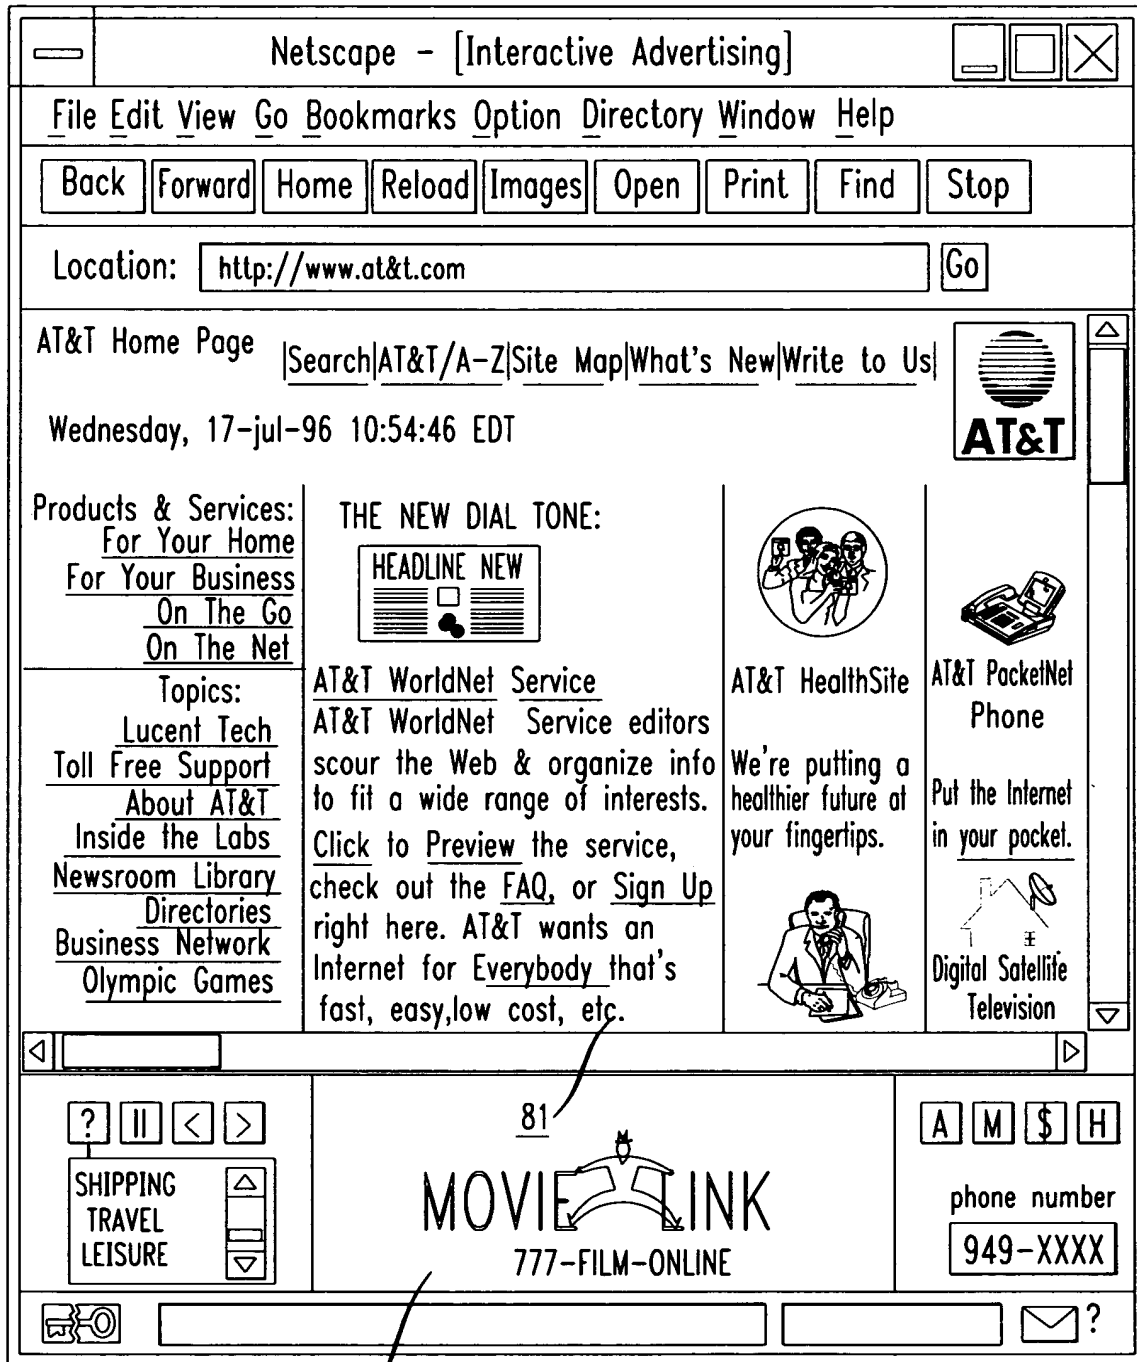 Netscape - [Interactive Advertising]
File Edit View Go Bookmarks Option Directory Window Help
Back Forward Home Reload Images Open Print Find Stop
Location: http://www.at&t.com Go
AT&T Home Page
|Search|AT&T/A-Z|Site Map|What's New|Write to Us|
Wednesday, 17-jul-96 10:54:46 EDT
AT&T
Products & Services:
For Your Home
For Your Business
On The Go
On The Net
Topics:
Lucent Tech
Toll Free Support
About AT&T
Inside the Labs
Newsroom Library
Directories
Business Network
Olympic Games
THE NEW DIAL TONE:
HEADLINE NEW
AT&T WorldNet Service
AT&T WorldNet Service editors
scour the Web & organize info
to fit a wide range of interests.
Click to Preview the service,
check out the FAQ, or Sign Up
right here. AT&T wants an
Internet for Everybody that's
fast, easy,low cost, etc.
AT&T HealthSite
We're putting a
healthier future at
your fingertips.
AT&T PocketNet
Phone
Put the Internet
in your pocket.
Digital Satellite
Television
? || < >
SHIPPING
TRAVEL
LEISURE
81
MOVIE LINK
777-FILM-ONLINE
A M $ H
phone number
949-XXXX
?